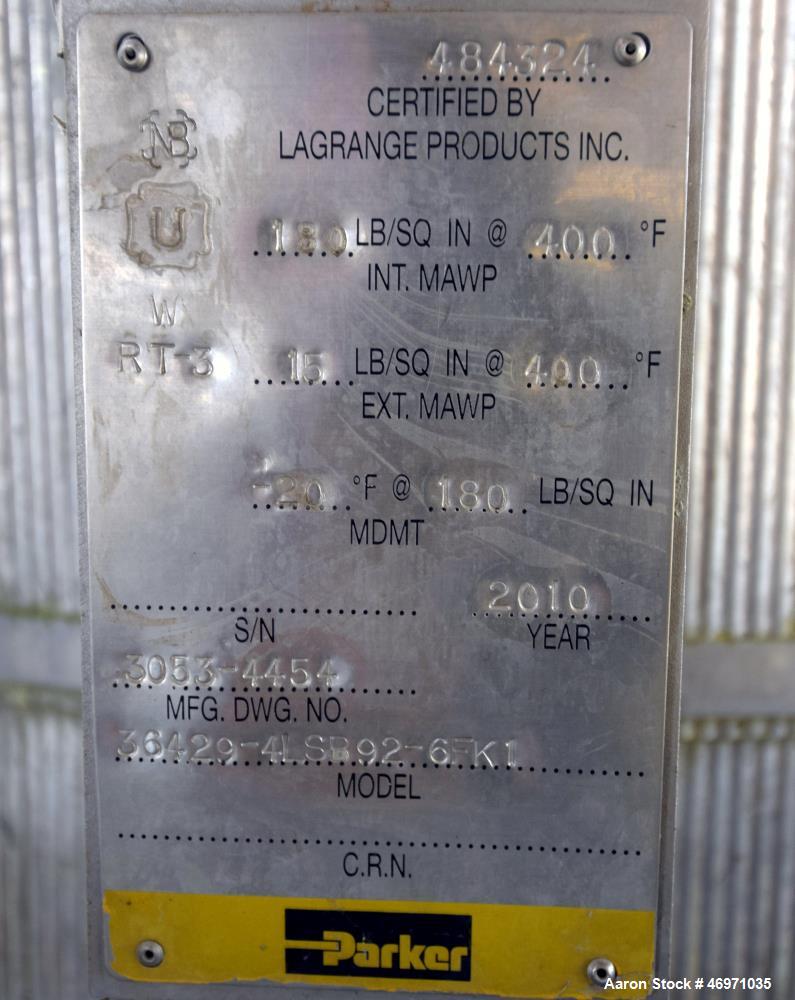 484324
CERTIFIED BY
LAGRANGE PRODUCTS INC.
NB
U
180 LB/SQ IN @ 400 °F
INT. MAWP
W
RT-3
15 LB/SQ IN @ 400 °F
EXT. MAWP
-20 °F @ 180 LB/SQ IN
MDMT
2010
S/N
YEAR
3053-4454
MFG. DWG. NO.
36429-4LSB92-6FK1
MODEL
C.R.N.
Parker
Aaron Stock # 46971035